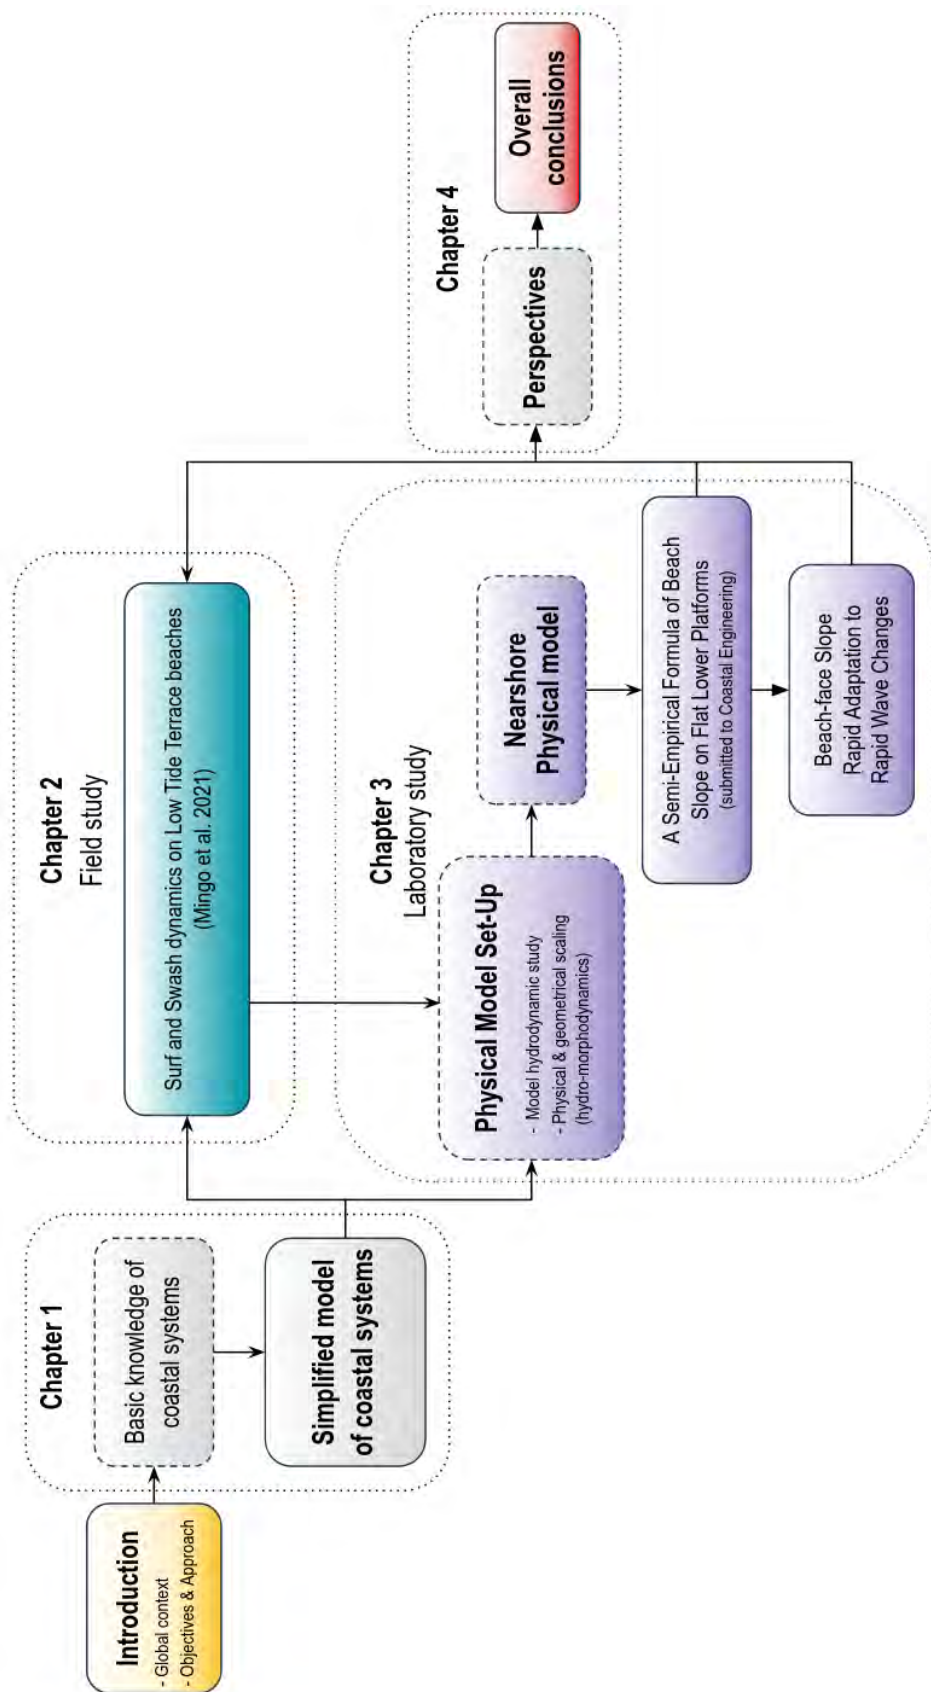 Introduction
- Global context
- Objectives & Approach
Chapter 1
Basic knowledge of
coastal systems
Simplified model
of coastal systems
Chapter 2
Field study
Surf and Swash dynamics on Low Tide Terrace beaches
(Mingo et al. 2021)
Chapter 3
Laboratory study
Physical Model Set-Up
- Model hydrodynamic study
- Physical & geometrical scaling
(hydro-morphodynamics)
Nearshore
Physical model
A Semi-Empirical Formula of Beach
Slope on Flat Lower Platforms
(submitted to Coastal Engineering)
Beach-face Slope
Rapid Adaptation to
Rapid Wave Changes
Chapter 4
Perspectives
Overall
conclusions